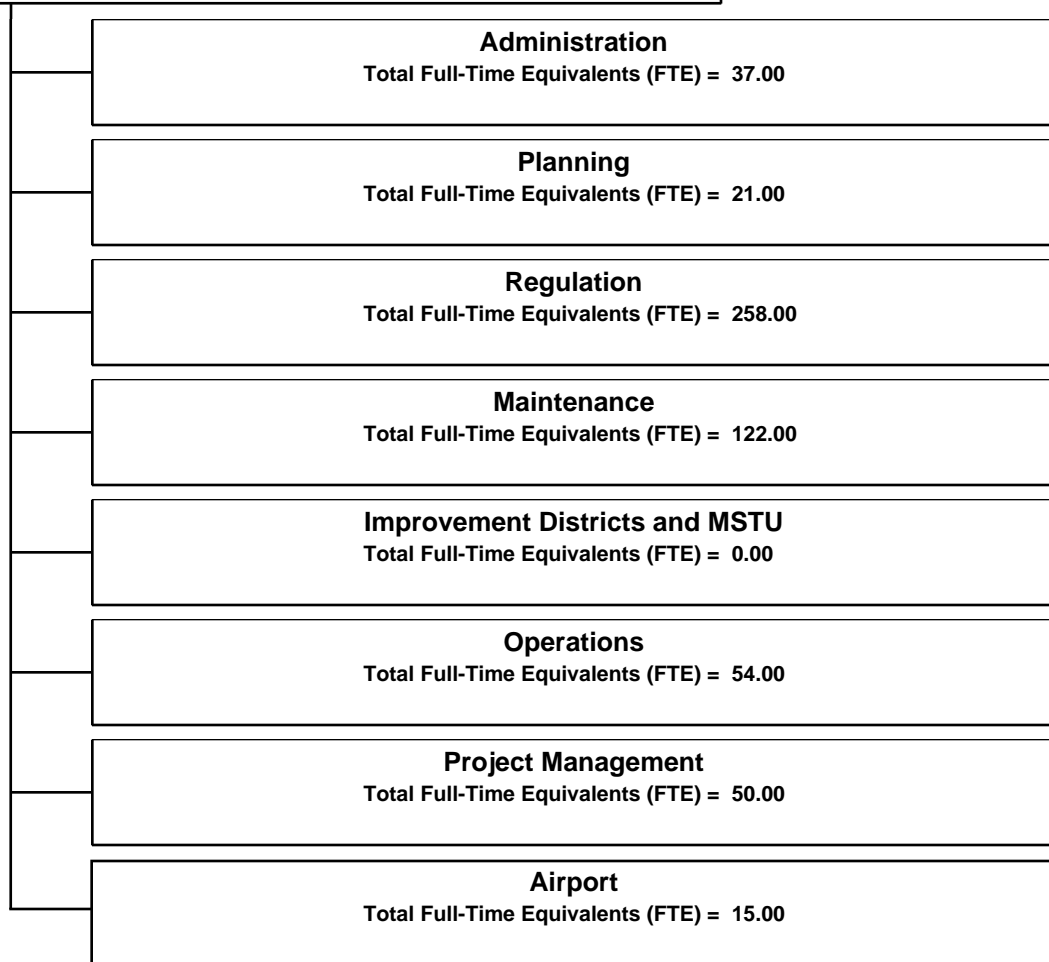 Administration
Total Full-Time Equivalents (FTE) = 37.00
Planning
Total Full-Time Equivalents (FTE) = 21.00
Regulation
Total Full-Time Equivalents (FTE) = 258.00
Maintenance
Total Full-Time Equivalents (FTE) = 122.00
Improvement Districts and MSTU
Total Full-Time Equivalents (FTE) = 0.00
Operations
Total Full-Time Equivalents (FTE) = 54.00
Project Management
Total Full-Time Equivalents (FTE) = 50.00
Airport
Total Full-Time Equivalents (FTE) = 15.00